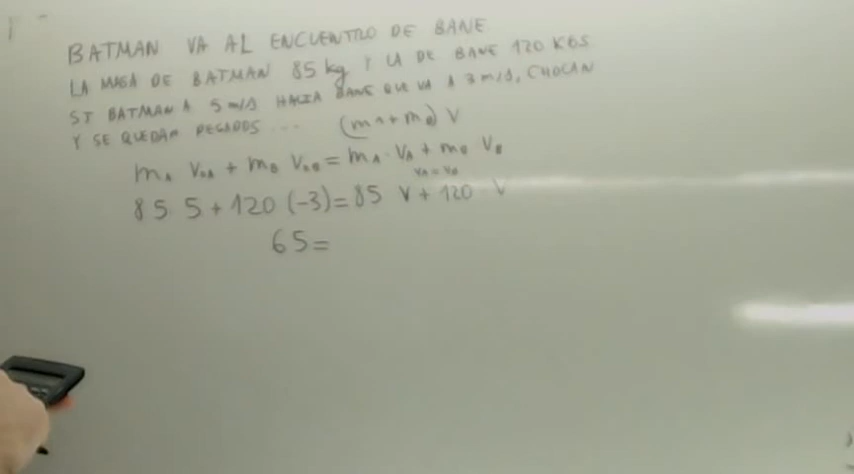 BATMAN VA AL ENCUENTRO DE BANE
LA MASA DE BATMAN 85 kg Y LA DE BANE 120 KGS
SI BATMAN A 5 m/s HACIA BANE QUE VA A 3 m/s, CHOCAN
Y SE QUEDAN PEGADOS ... (mA+mB) V
mA VoA + mB VoB = mA · VA + mB VB
VA = VB
85 5 + 120 (-3) = 85 V + 120 V
65 =